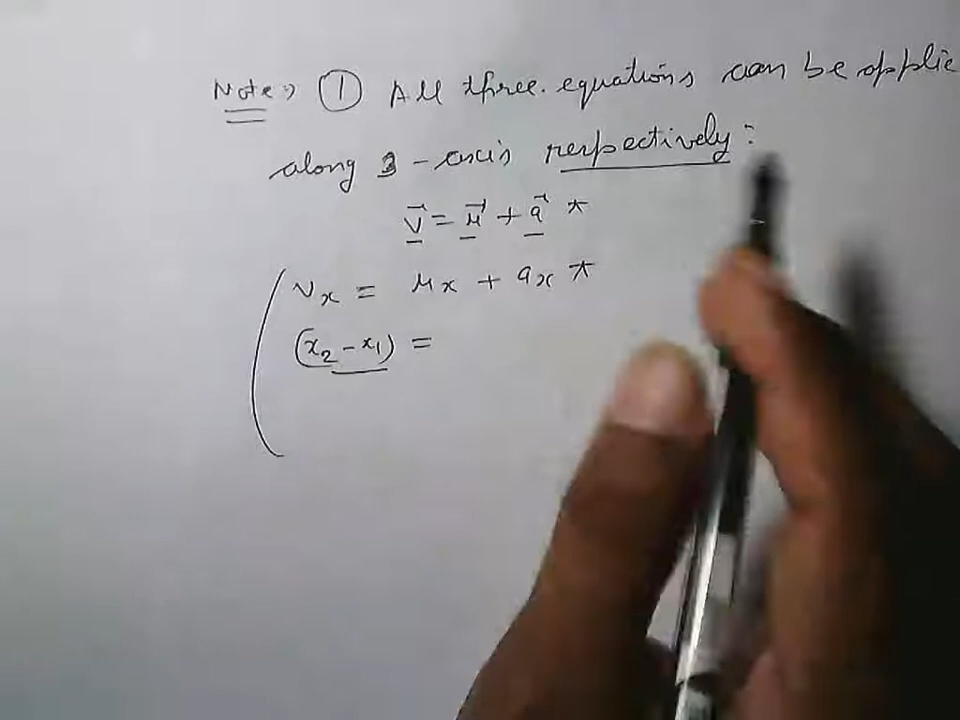 Note :> ① All three equations can be applie
along 3 - axis respectively :
v⃗ = u⃗ + a⃗ t
vx = ux + ax t
(x2 - x1) =